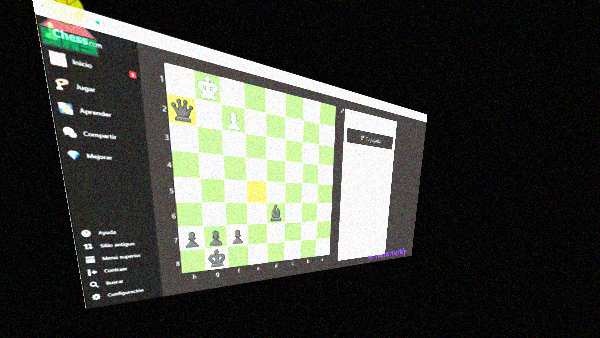 Chess.com
Inicio
Jugar
Aprender
Compartir
Mejorar
Ayuda
Sitio antiguo
Menú superior
Contraer
Buscar
Configuración
1
2
3
4
5
6
7
8
h g f e d c b a